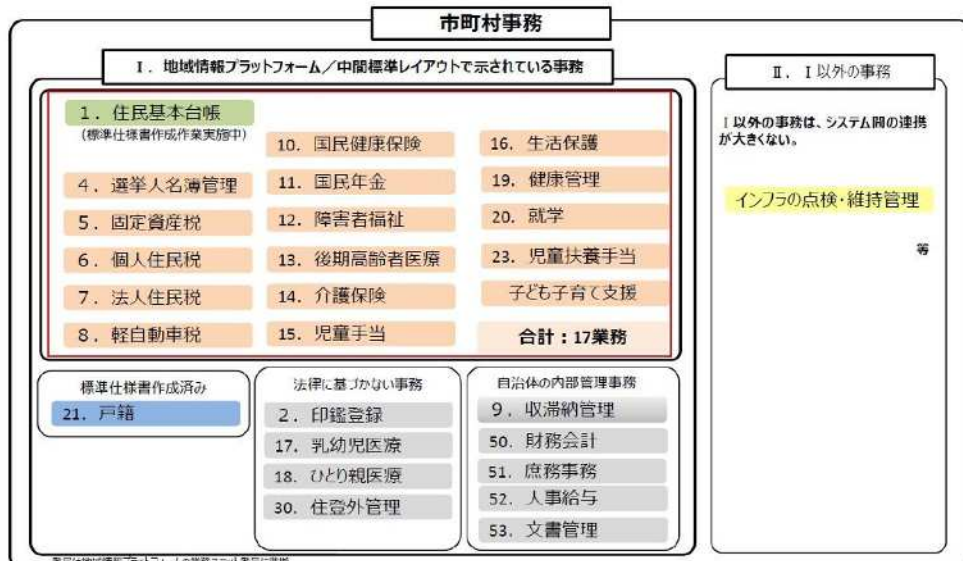 市町村事務
Ⅰ．地域情報プラットフォーム／中間標準レイアウトで示されている事務
1．住民基本台帳
(標準仕様書作成作業実施中)
4．選挙人名簿管理
5．固定資産税
6．個人住民税
7．法人住民税
8．軽自動車税
10．国民健康保険
11．国民年金
12．障害者福祉
13．後期高齢者医療
14．介護保険
15．児童手当
16．生活保護
19．健康管理
20．就学
23．児童扶養手当
子ども子育て支援
合計：17業務
標準仕様書作成済み
21．戸籍
法律に基づかない事務
2．印鑑登録
17．乳幼児医療
18．ひとり親医療
30．住登外管理
自治体の内部管理事務
9．収滞納管理
50．財務会計
51．庶務事務
52．人事給与
53．文書管理
Ⅱ．Ⅰ以外の事務
Ⅰ以外の事務は、システム間の連携
が大きくない。
インフラの点検・維持管理
等